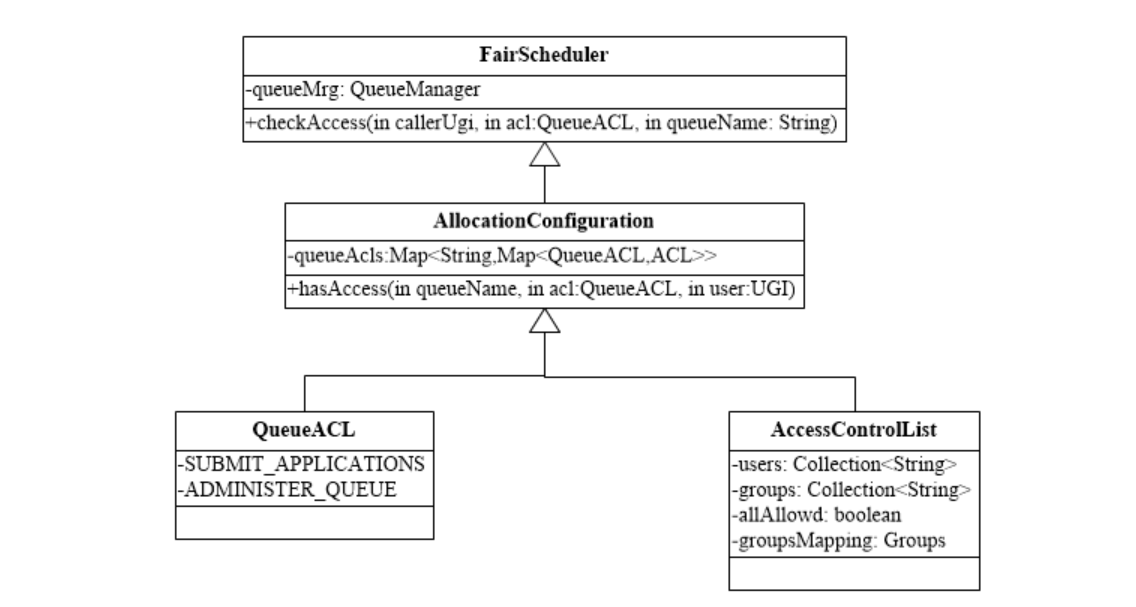 FairScheduler
-queueMrg: QueueManager
+checkAccess(in callerUgi, in acl:QueueACL, in queueName: String)
AllocationConfiguration
-queueAcls:Map<String,Map<QueueACL,ACL>>
+hasAccess(in queueName, in acl:QueueACL, in user:UGI)
QueueACL
-SUBMIT_APPLICATIONS
-ADMINISTER_QUEUE
AccessControlList
-users: Collection<String>
-groups: Collection<String>
-allAllowd: boolean
-groupsMapping: Groups